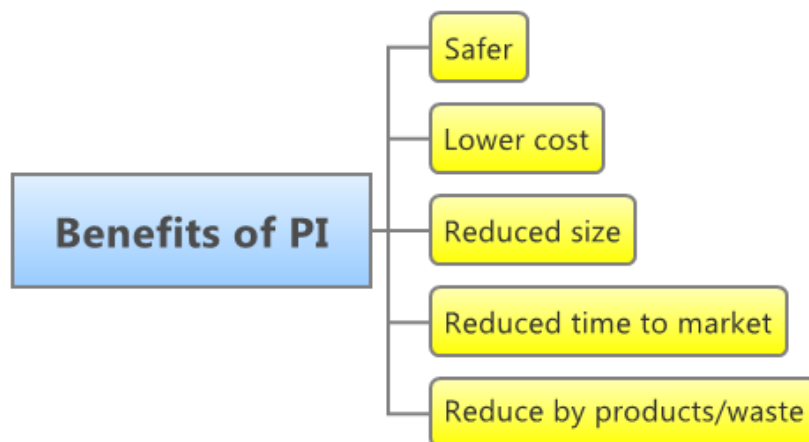 Benefits of PI
Safer
Lower cost
Reduced size
Reduced time to market
Reduce by products/waste